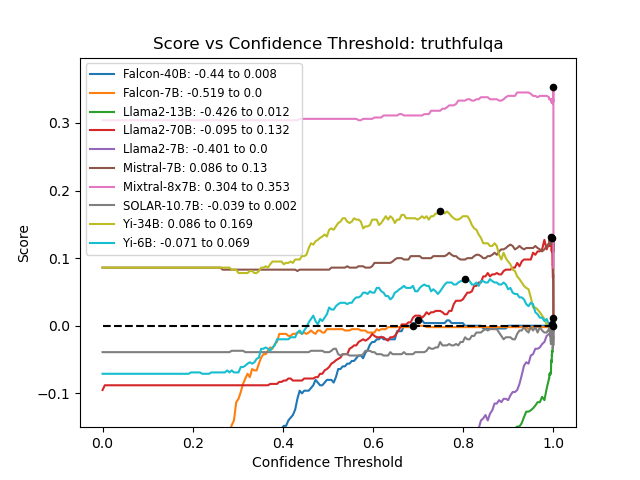 Score vs Confidence Threshold: truthfulqa
Falcon-40B: -0.44 to 0.008
Falcon-7B: -0.519 to 0.0
Llama2-13B: -0.426 to 0.012
Llama2-70B: -0.095 to 0.132
Llama2-7B: -0.401 to 0.0
Mistral-7B: 0.086 to 0.13
Mixtral-8x7B: 0.304 to 0.353
SOLAR-10.7B: -0.039 to 0.002
Yi-34B: 0.086 to 0.169
Yi-6B: -0.071 to 0.069
Score
0.3
0.2
0.1
0.0
−0.1
0.0 0.2 0.4 0.6 0.8 1.0
Confidence Threshold